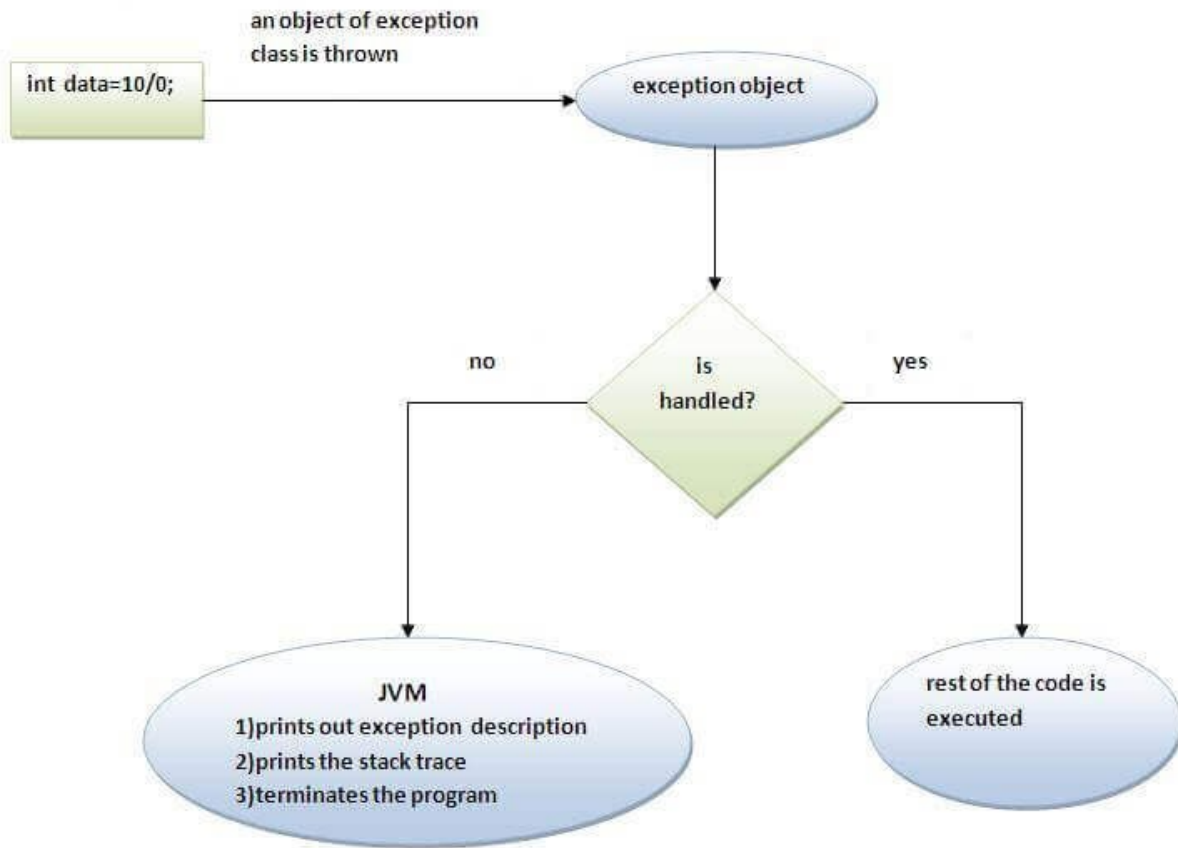 an object of exception
class is thrown
int data=10/0;
exception object
no
is
handled?
yes
JVM
1)prints out exception description
2)prints the stack trace
3)terminates the program
rest of the code is
executed